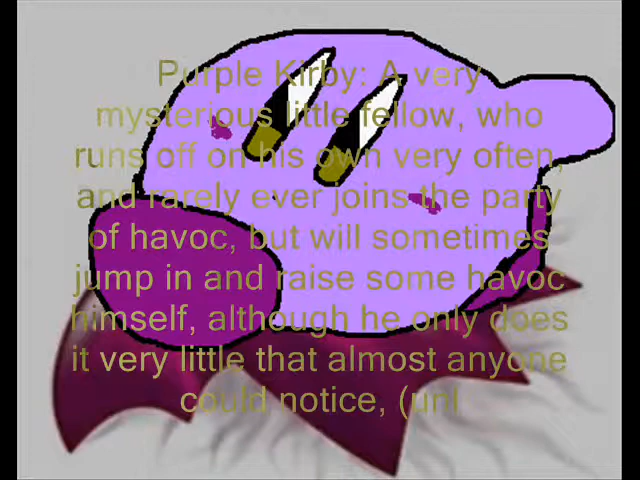 Purple Kirby: A very
mysterious little fellow, who
runs off on his own very often,
and rarely ever joins the party
of havoc, but will sometimes
jump in and raise some havoc
himself, although he only does
it very little that almost anyone
could notice, (unl